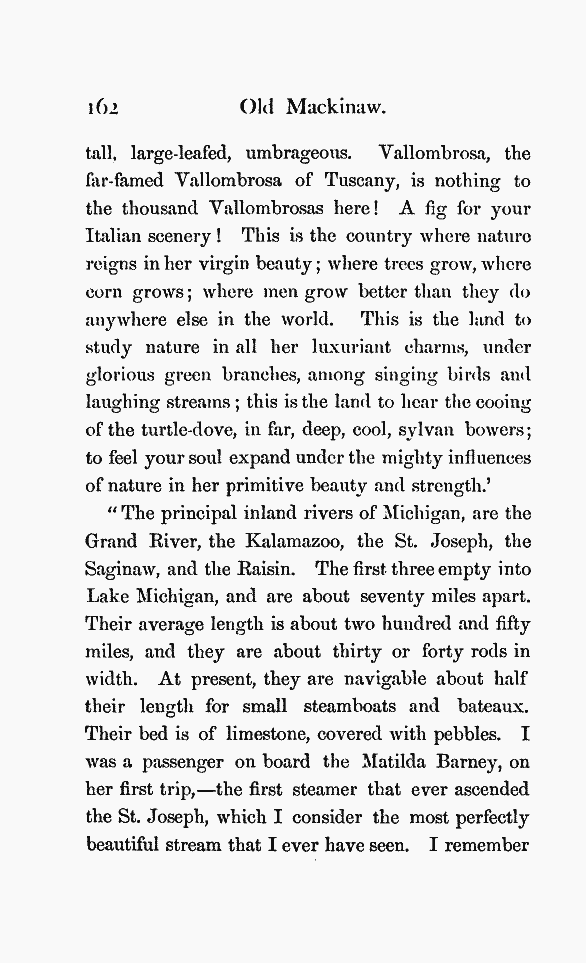 162 Old Mackinaw.
tall, large-leafed, umbrageous. Vallombrosa, the
far-famed Vallombrosa of Tuscany, is nothing to
the thousand Vallombrosas here! A fig for your
Italian scenery! This is the country where nature
reigns in her virgin beauty; where trees grow, where
corn grows; where men grow better than they do
anywhere else in the world. This is the land to
study nature in all her luxuriant charms, under
glorious green branches, among singing birds and
laughing streams; this is the land to hear the cooing
of the turtle-dove, in far, deep, cool, sylvan bowers;
to feel your soul expand under the mighty influences
of nature in her primitive beauty and strength.'
"The principal inland rivers of Michigan, are the
Grand River, the Kalamazoo, the St. Joseph, the
Saginaw, and the Raisin. The first three empty into
Lake Michigan, and are about seventy miles apart.
Their average length is about two hundred and fifty
miles, and they are about thirty or forty rods in
width. At present, they are navigable about half
their length for small steamboats and bateaux.
Their bed is of limestone, covered with pebbles. I
was a passenger on board the Matilda Barney, on
her first trip,—the first steamer that ever ascended
the St. Joseph, which I consider the most perfectly
beautiful stream that I ever have seen. I remember